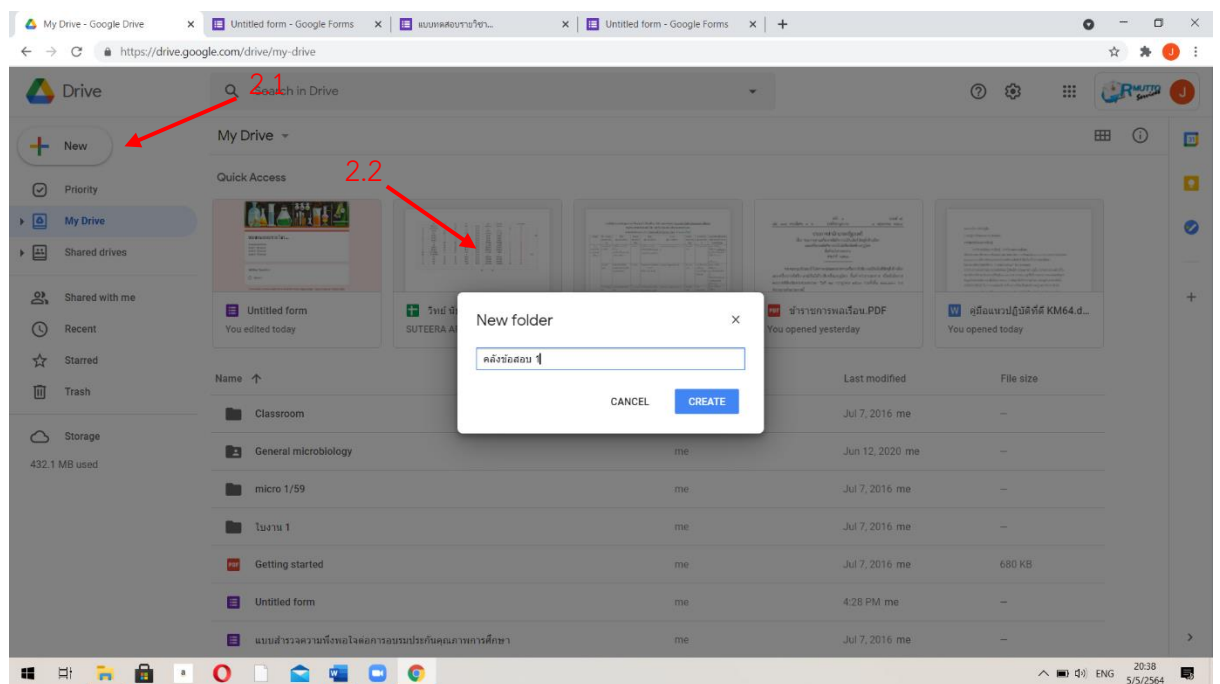 My Drive - Google Drive
Untitled form - Google Forms
แบบทดสอบรายวิชา...
Untitled form - Google Forms
https://drive.google.com/drive/my-drive
J
Drive
Search in Drive
2.1
RMUTTO
J
New
My Drive
Priority
Quick Access
2.2
My Drive
Shared drives
Shared with me
Recent
Starred
Trash
Storage
432.1 MB used
Untitled form
You edited today
วิทย์
SUTEERA
ข้าราชการพลเรือน.PDF
You opened yesterday
คู่มือแนวปฏิบัติที่ดี KM64.d...
You opened today
New folder
คลังข้อสอบ 1
CANCEL
CREATE
Name
Last modified
File size
Classroom
Jul 7, 2016 me
–
General microbiology
me
Jun 12, 2020 me
–
micro 1/59
me
Jul 7, 2016 me
–
ใบงาน 1
me
Jul 7, 2016 me
–
Getting started
me
Jul 7, 2016 me
680 KB
Untitled form
me
4:28 PM me
–
แบบสำรวจความพึงพอใจต่อการอบรมประกันคุณภาพการศึกษา
me
Jul 7, 2016 me
–
ENG
20:38
5/5/2564